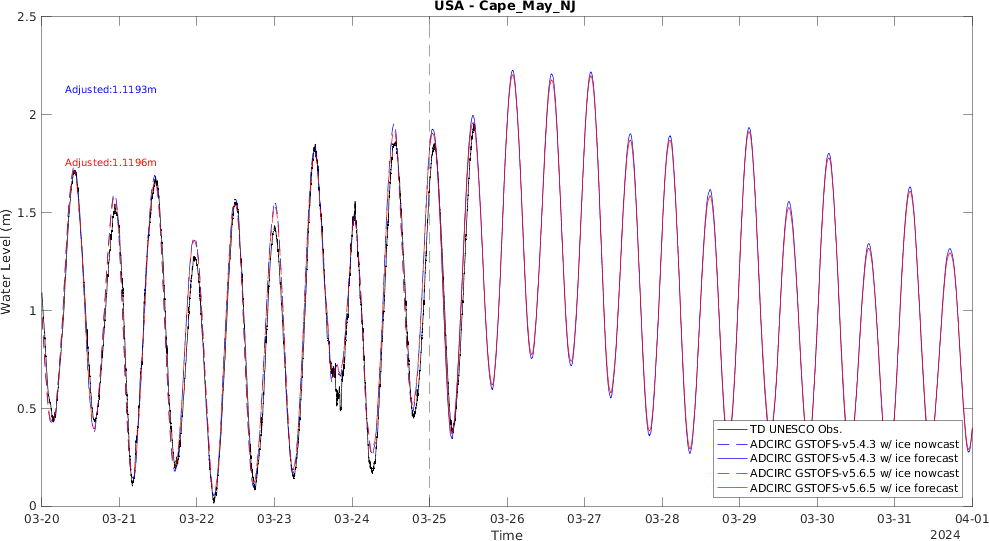 USA - Cape_May_NJ
2.5
2
1.5
1
0.5
0
Water Level (m)
Adjusted:1.1193m
Adjusted:1.1196m
TD UNESCO Obs.
ADCIRC GSTOFS-v5.4.3 w/ ice nowcast
ADCIRC GSTOFS-v5.4.3 w/ ice forecast
ADCIRC GSTOFS-v5.6.5 w/ ice nowcast
ADCIRC GSTOFS-v5.6.5 w/ ice forecast
03-20 03-21 03-22 03-23 03-24 03-25 03-26 03-27 03-28 03-29 03-30 03-31 04-01
Time
2024